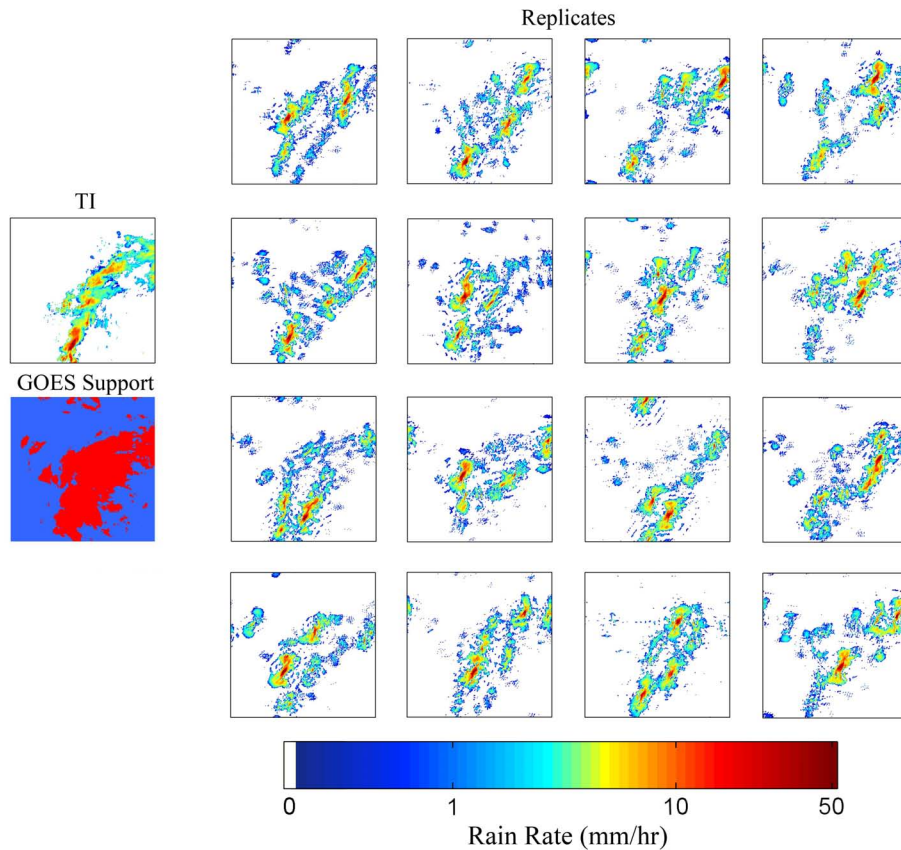 Replicates
TI
GOES Support
0 1 10 50
Rain Rate (mm/hr)